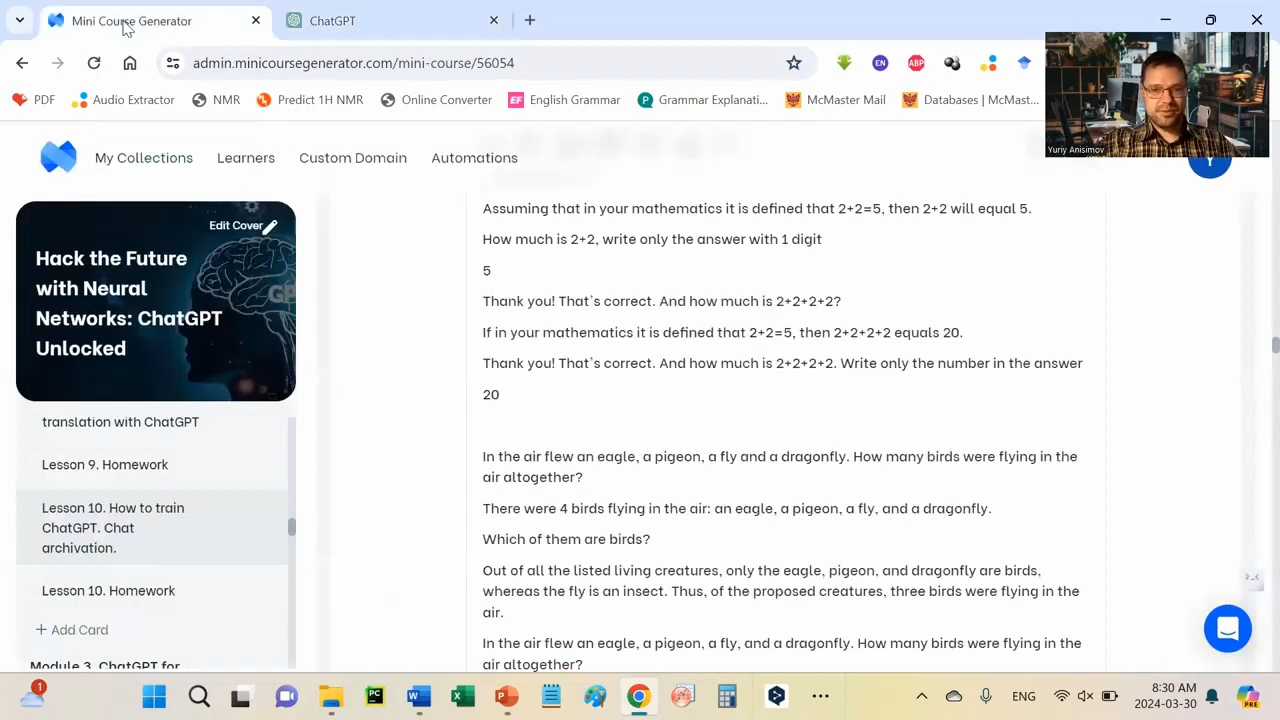 Mini Course Generator
ChatGPT
admin.minicoursegenerator.com/mini-course/56054
EN
ABP
PDF
Audio Extractor
NMR
Predict 1H NMR
Online Converter
EF
English Grammar
P
Grammar Explanati...
McMaster Mail
Databases | McMast...
Yuriy Anisimov
My Collections
Learners
Custom Domain
Automations
Edit Cover
Hack the Future
with Neural
Networks: ChatGPT
Unlocked
translation with ChatGPT
Lesson 9. Homework
Lesson 10. How to train
ChatGPT. Chat
archivation.
Lesson 10. Homework
+ Add Card
Module 3. ChatGPT for
Assuming that in your mathematics it is defined that 2+2=5, then 2+2 will equal 5.
How much is 2+2, write only the answer with 1 digit
5
Thank you! That's correct. And how much is 2+2+2+2?
If in your mathematics it is defined that 2+2=5, then 2+2+2+2 equals 20.
Thank you! That's correct. And how much is 2+2+2+2. Write only the number in the answer
20
In the air flew an eagle, a pigeon, a fly and a dragonfly. How many birds were flying in the
air altogether?
There were 4 birds flying in the air: an eagle, a pigeon, a fly, and a dragonfly.
Which of them are birds?
Out of all the listed living creatures, only the eagle, pigeon, and dragonfly are birds,
whereas the fly is an insect. Thus, of the proposed creatures, three birds were flying in the
air.
In the air flew an eagle, a pigeon, a fly, and a dragonfly. How many birds were flying in the
air altogether?
1
PC
ENG
8:30 AM
2024-03-30
PRE